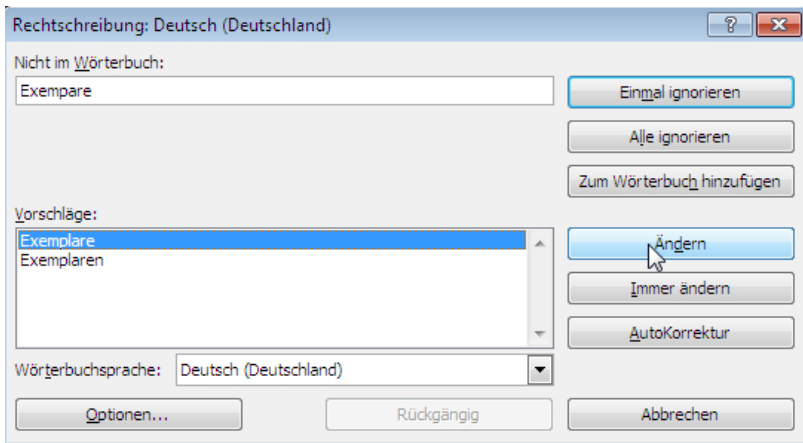 Rechtschreibung: Deutsch (Deutschland)
Nicht im Wörterbuch:
Exempare
Einmal ignorieren
Alle ignorieren
Zum Wörterbuch hinzufügen
Vorschläge:
Exemplare
Exemplaren
Ändern
Immer ändern
AutoKorrektur
Wörterbuchsprache: Deutsch (Deutschland)
Optionen... Rückgängig Abbrechen